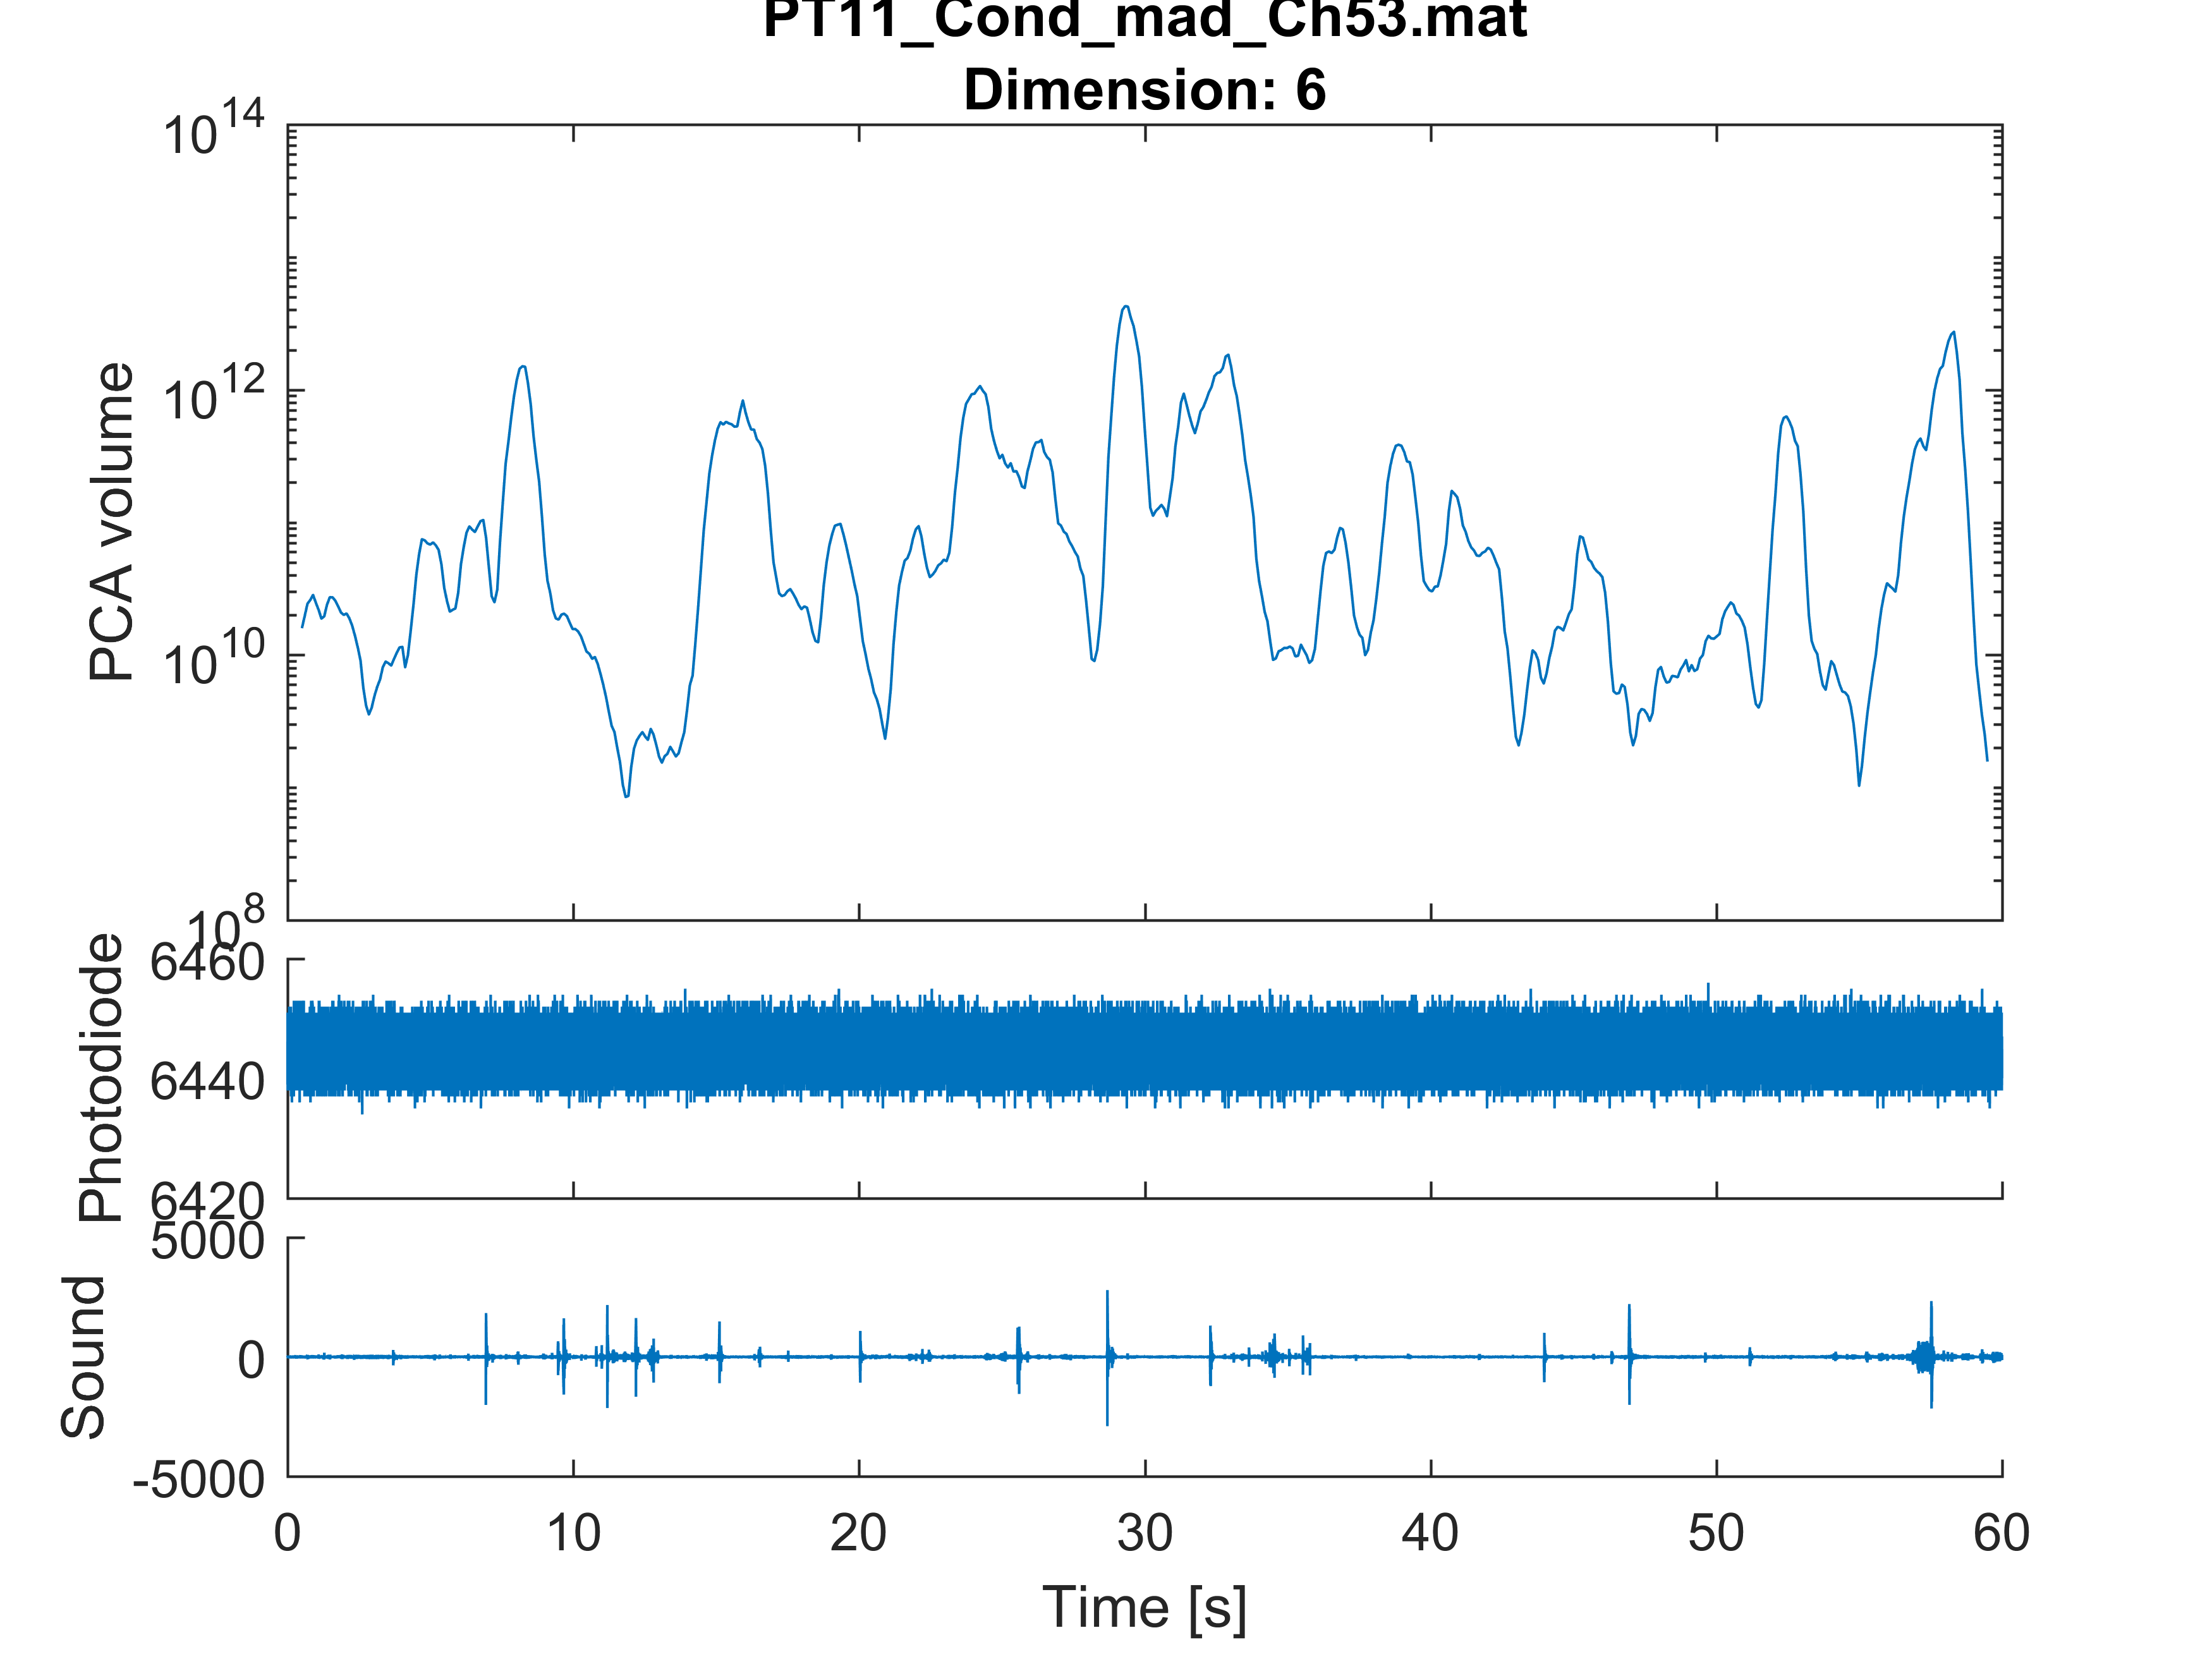 PT11_Cond_mad_Ch53.mat
Dimension: 6
10^14
10^12
10^10
10^8
PCA volume
6460
6440
6420
Photodiode
5000
0
-5000
Sound
0 10 20 30 40 50 60
Time [s]